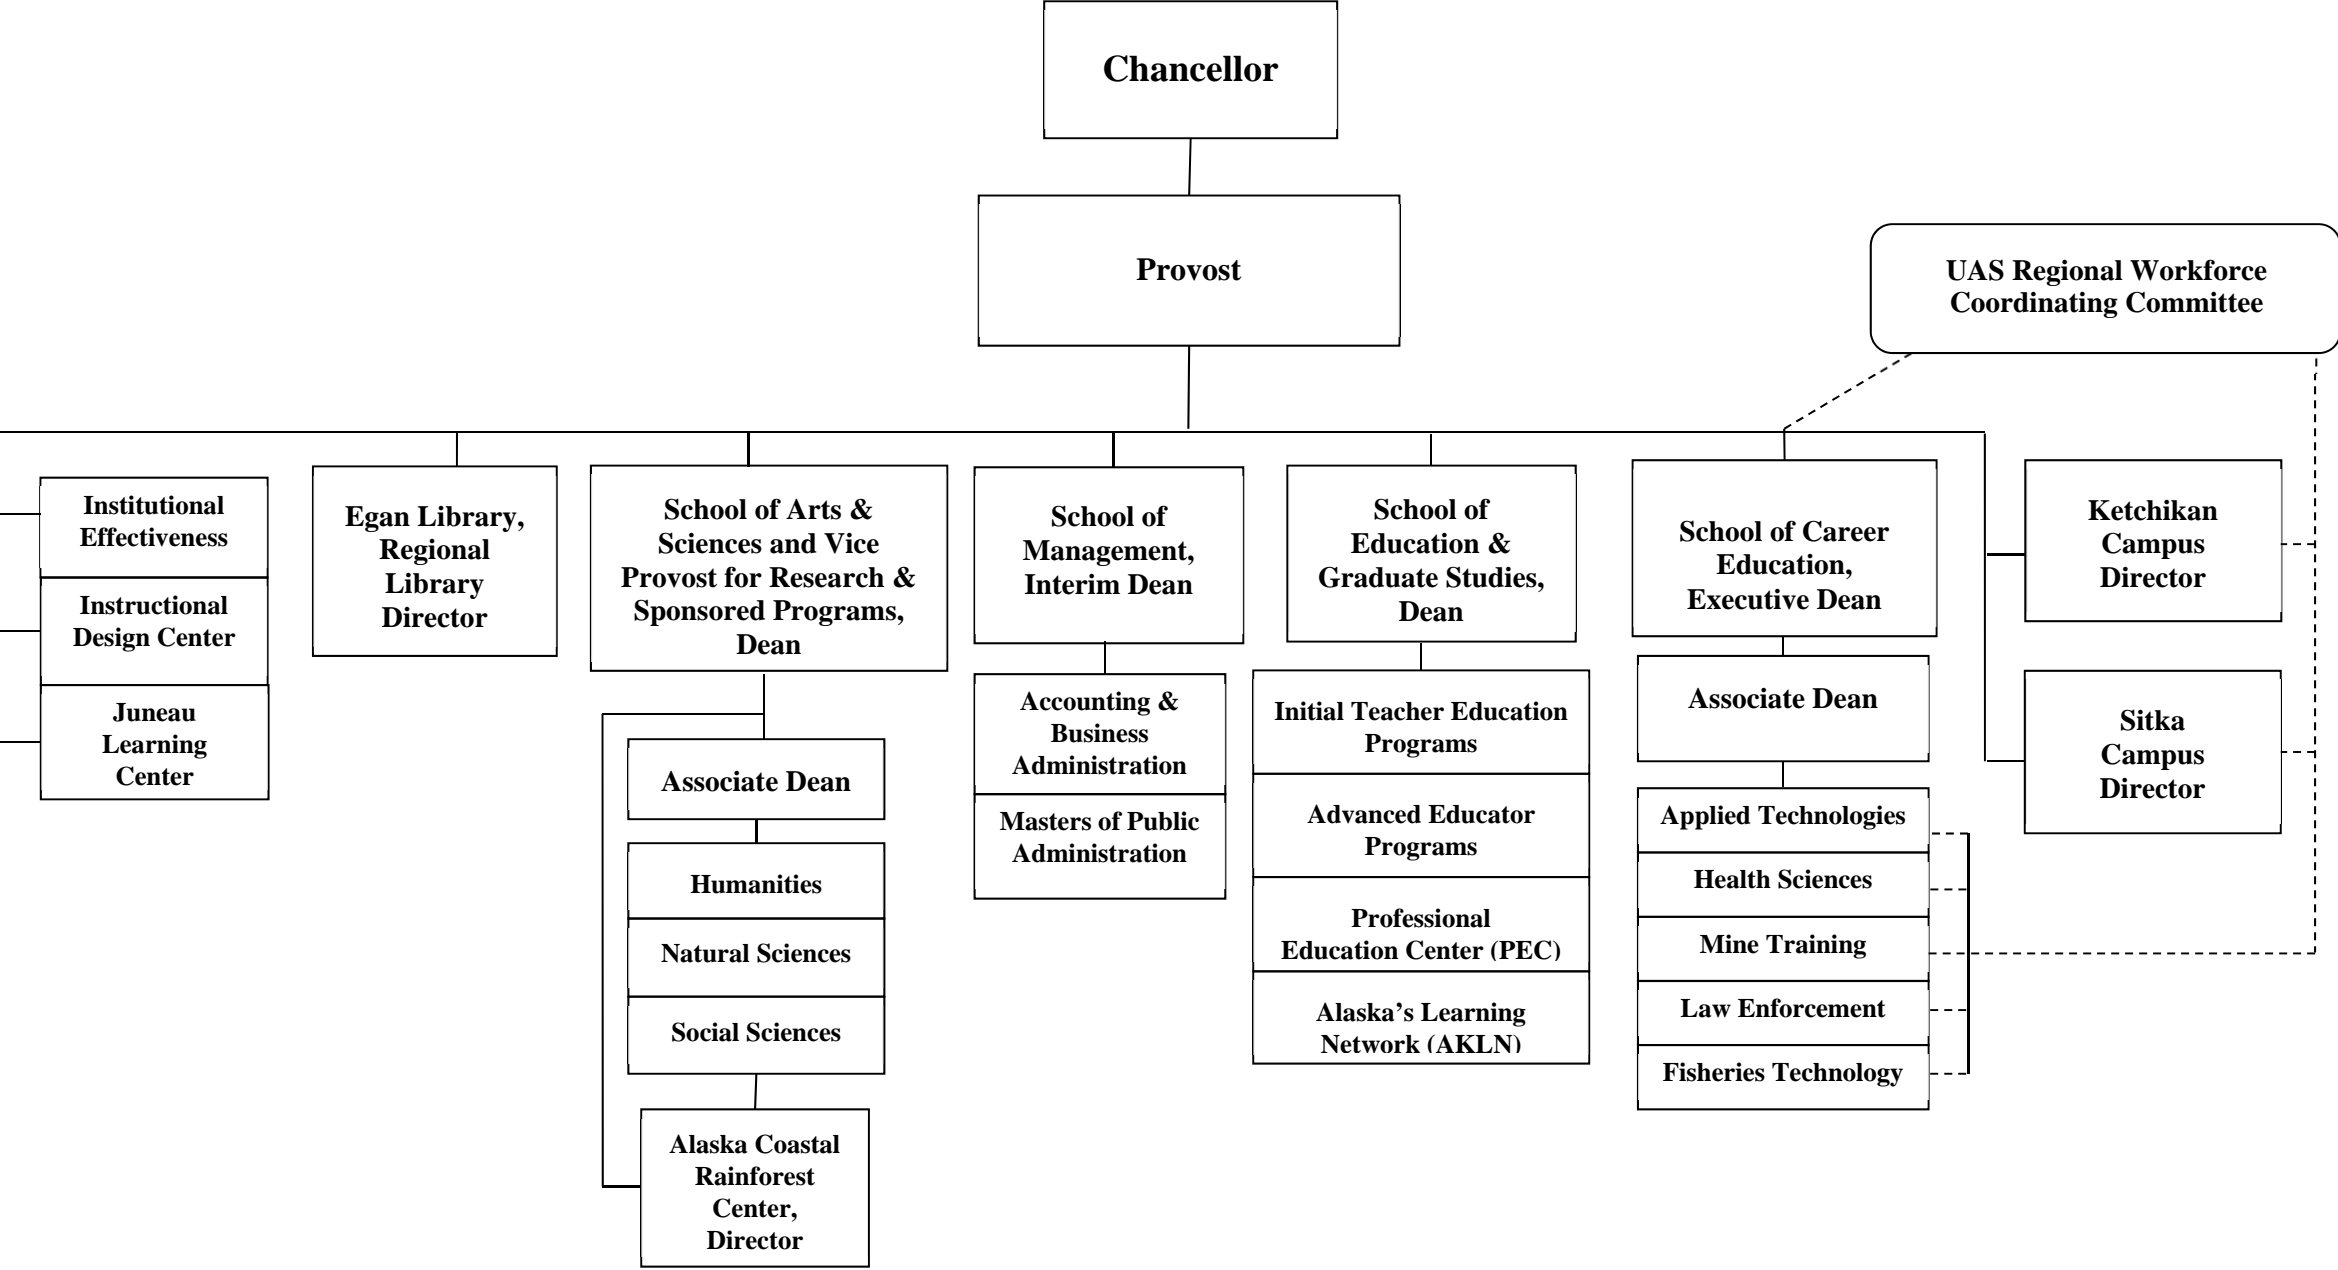 Chancellor
Provost
UAS Regional Workforce
Coordinating Committee
Institutional
Effectiveness
Instructional
Design Center
Juneau
Learning
Center
Egan Library,
Regional
Library
Director
School of Arts &
Sciences and Vice
Provost for Research &
Sponsored Programs,
Dean
Associate Dean
Humanities
Natural Sciences
Social Sciences
Alaska Coastal
Rainforest
Center,
Director
School of
Management,
Interim Dean
Accounting &
Business
Administration
Masters of Public
Administration
School of
Education &
Graduate Studies,
Dean
Initial Teacher Education
Programs
Advanced Educator
Programs
Professional
Education Center (PEC)
Alaska’s Learning
Network (AKLN)
School of Career
Education,
Executive Dean
Associate Dean
Applied Technologies
Health Sciences
Mine Training
Law Enforcement
Fisheries Technology
Ketchikan
Campus
Director
Sitka
Campus
Director